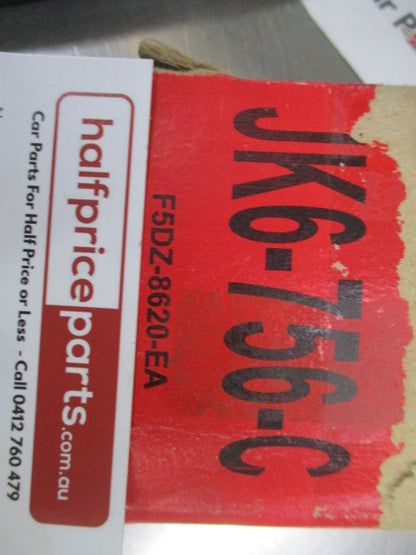 JK6-756-C
F5DZ-8620-EA
halfpriceparts.com.au
Car Parts For Half Price or Less - Call 0412 760 479